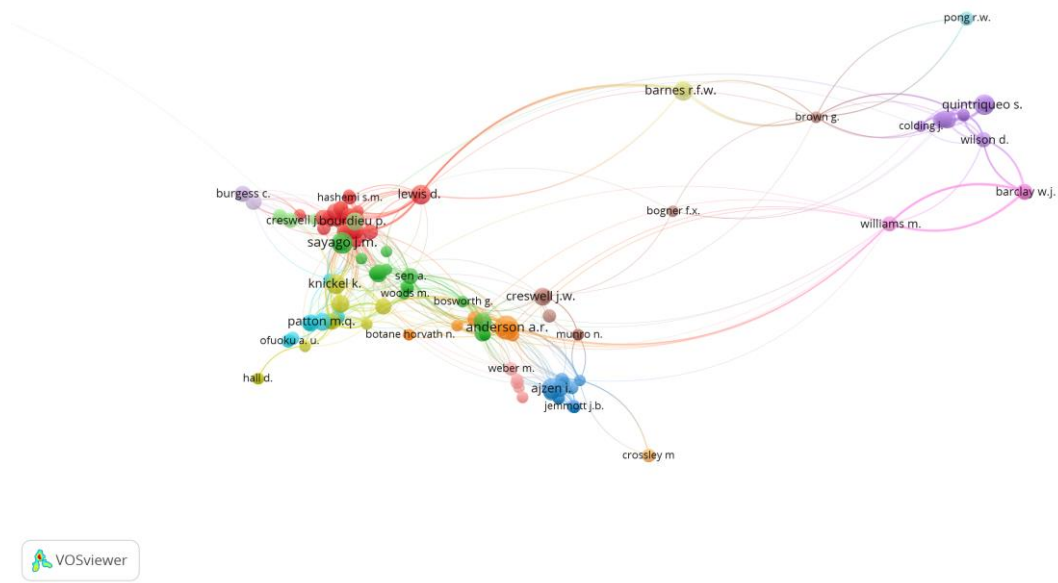 pong r.w.
barnes r.f.w.
quintriqueo s.
brown g.
colding j.
wilson d.
burgess c.
hashemi s.m.
lewis d.
barclay w.j.
bogner f.x.
creswell j.
bourdieu p.
williams m.
sayago j.m.
sen a.
knickel k.
woods m.
creswell j.w.
bosworth g.
patton m.q.
anderson a.r.
botane horvath n.
munro n.
ofuoku a. u.
weber m.
hall d.
ajzen i.
jemmott j.b.
crossley m
VOSviewer